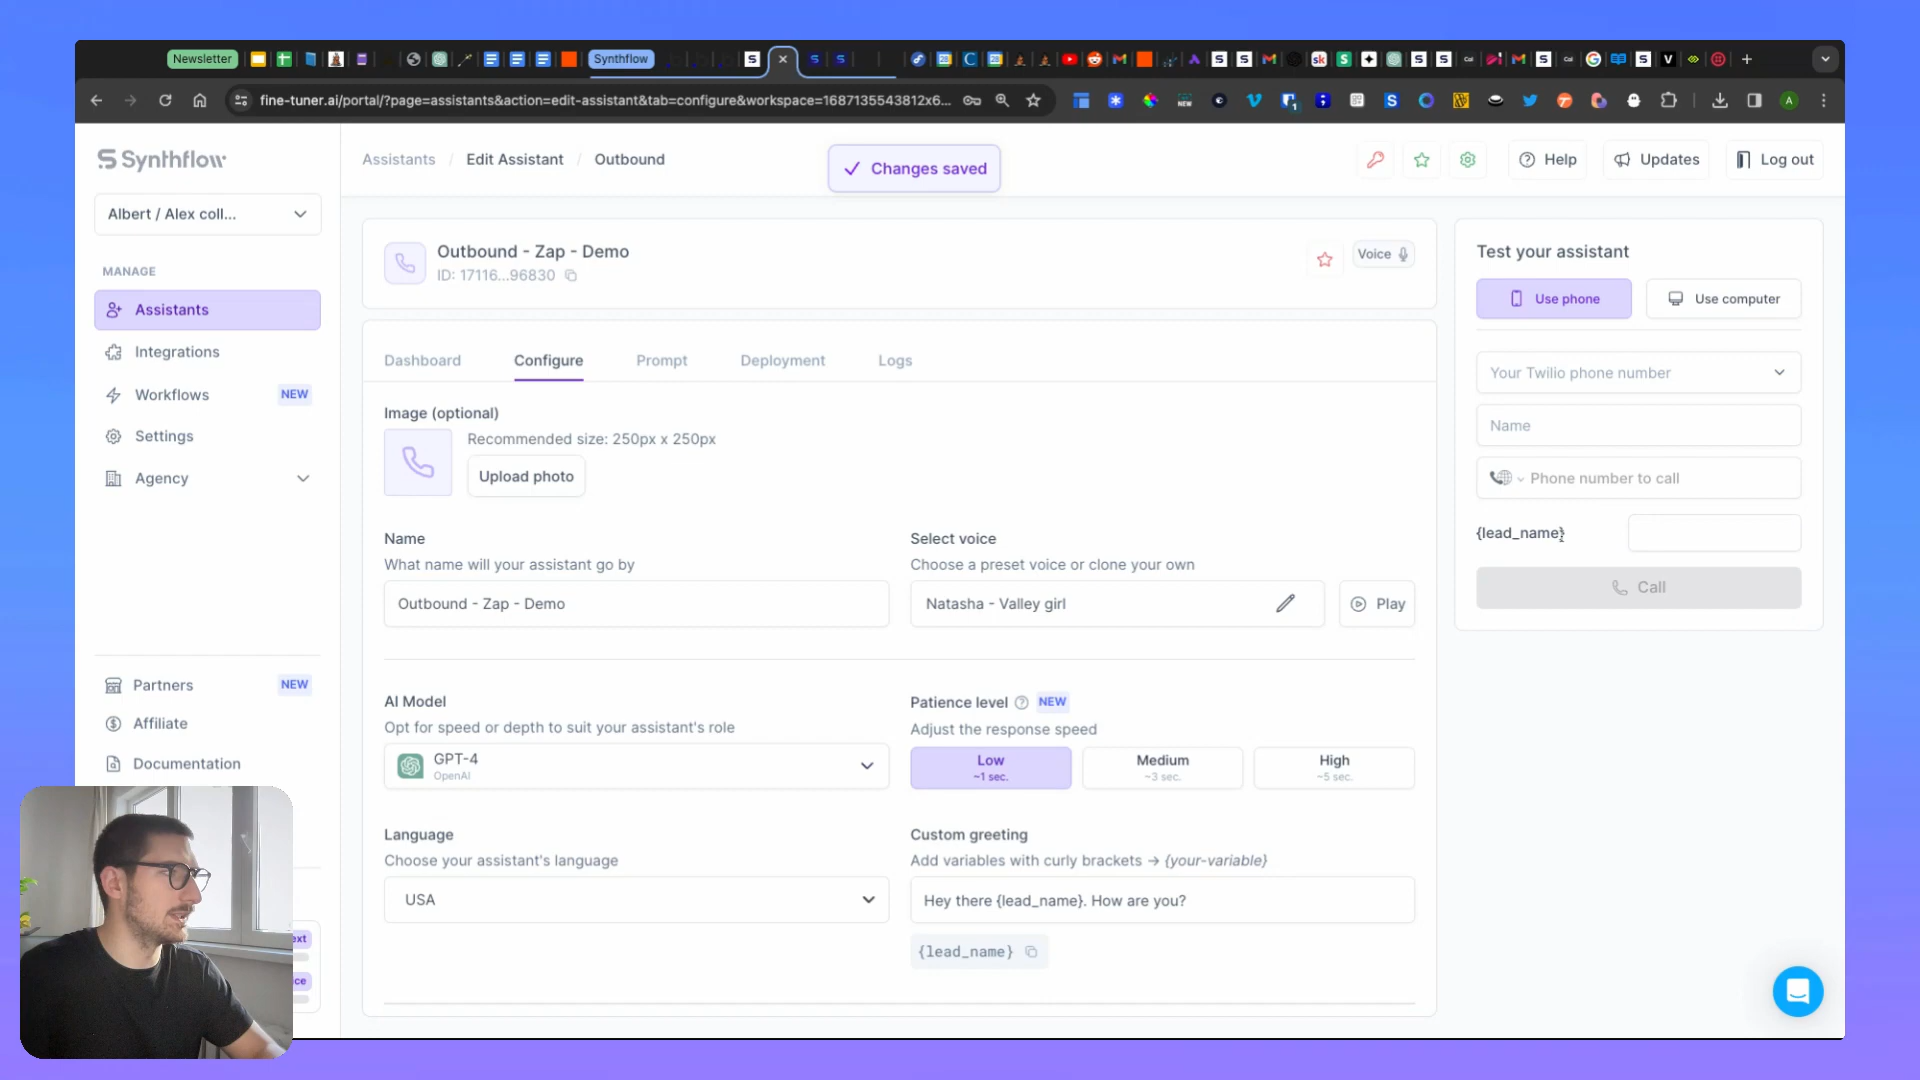 Newsletter
Synthflow
fine-tuner.ai/portal/?page=assistants&action=edit-assistant&tab=configure&workspace=1687135543812x6...
Synthflow
Assistants / Edit Assistant / Outbound
Changes saved
Help
Updates
Log out
Albert / Alex coll...
MANAGE
Assistants
Integrations
Workflows NEW
Settings
Agency
Partners NEW
Affiliate
Documentation
Outbound - Zap - Demo
ID: 17116...96830
Voice
Dashboard
Configure
Prompt
Deployment
Logs
Image (optional)
Recommended size: 250px x 250px
Upload photo
Name
What name will your assistant go by
Outbound - Zap - Demo
Select voice
Choose a preset voice or clone your own
Natasha - Valley girl
Play
AI Model
Opt for speed or depth to suit your assistant's role
GPT-4
OpenAI
Patience level NEW
Adjust the response speed
Low
~1 sec.
Medium
~3 sec.
High
~5 sec.
Language
Choose your assistant's language
USA
Custom greeting
Add variables with curly brackets → {your-variable}
Hey there {lead_name}. How are you?
{lead_name}
Test your assistant
Use phone
Use computer
Your Twilio phone number
Name
Phone number to call
{lead_name}
Call